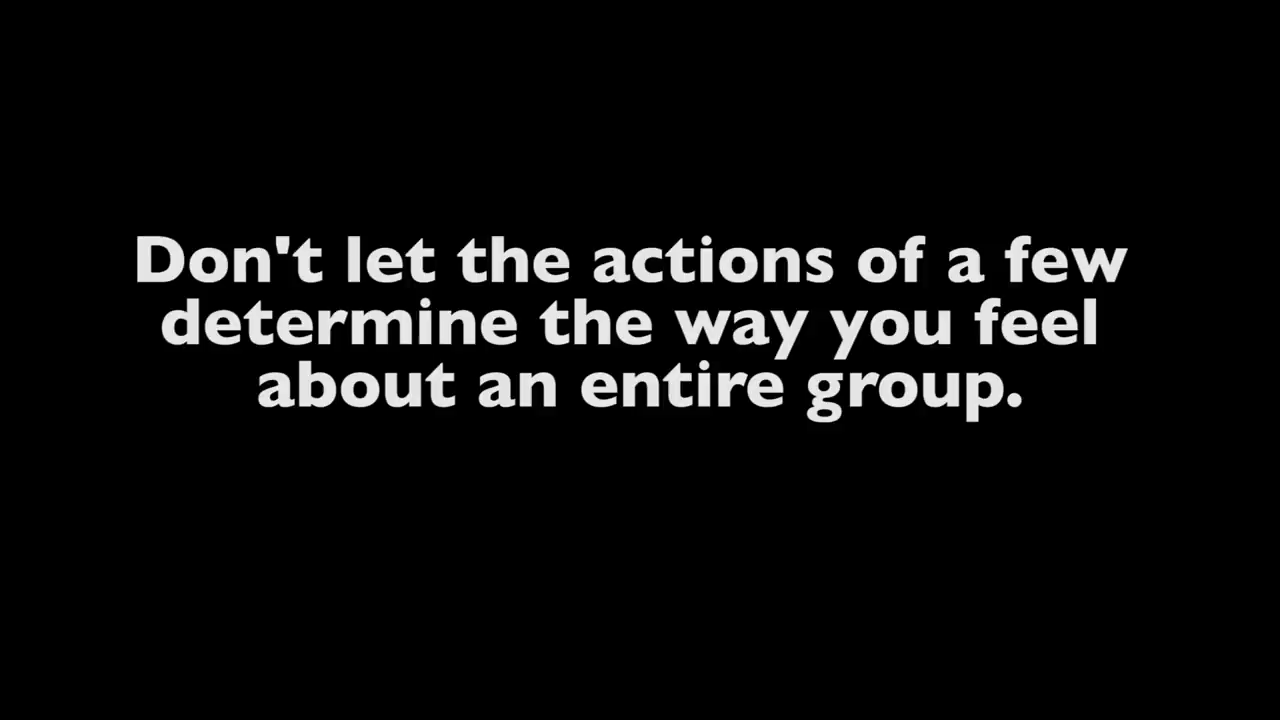 Don't let the actions of a few
determine the way you feel
about an entire group.